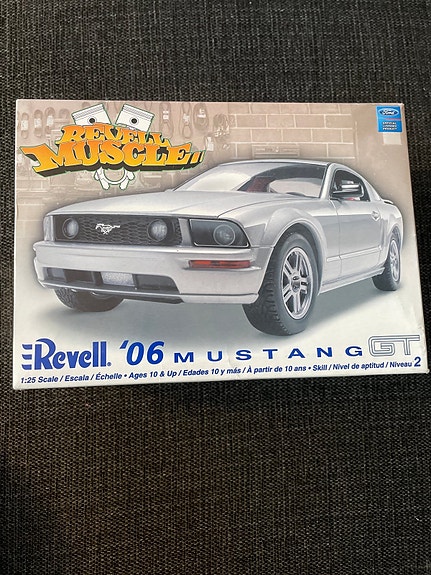 REVELL
MUSCLE
Ford
Revell. '06 MUSTANG GT
1:25 Scale / Escala / Échelle • Ages 10 & Up / Edades 10 y más / À partir de 10 ans • Skill / Nivel de aptitud / Niveau 2